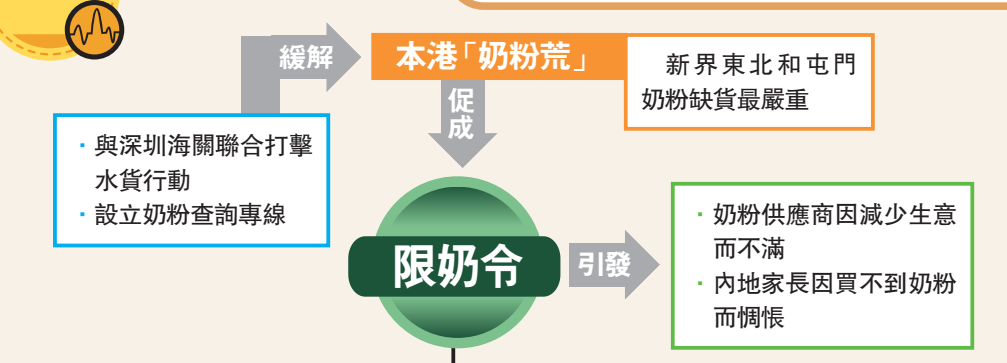 緩解
本港「奶粉荒」
新界東北和屯門
奶粉缺貨最嚴重
促成
· 與深圳海關聯合打擊
水貨行動
· 設立奶粉查詢專線
限奶令
引發
· 奶粉供應商因減少生意
而不滿
· 內地家長因買不到奶粉
而惆悵